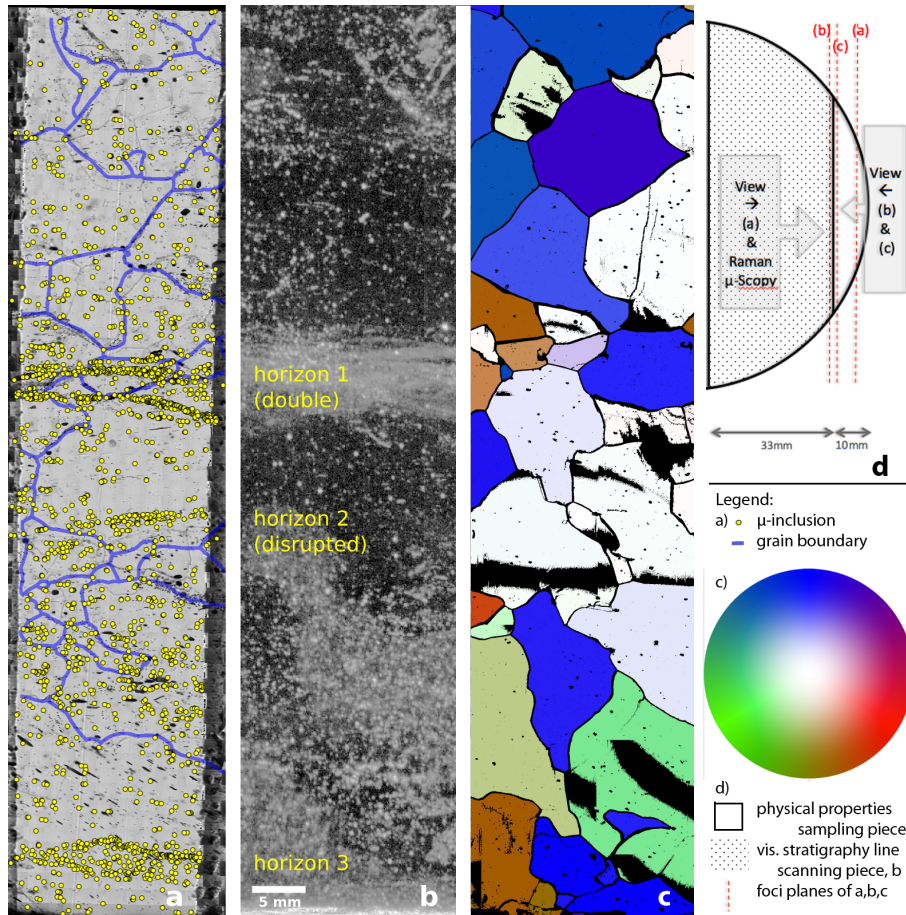 a
horizon 1
(double)
horizon 2
(disrupted)
horizon 3
5 mm
b
c
(b)
(c)
(a)
View
→
(a)
&
Raman
μ-Scopy
View
←
(b)
&
(c)
33mm
10mm
d
Legend:
a)
μ-inclusion
grain boundary
c)
d)
physical properties
sampling piece
vis. stratigraphy line
scanning piece, b
foci planes of a,b,c